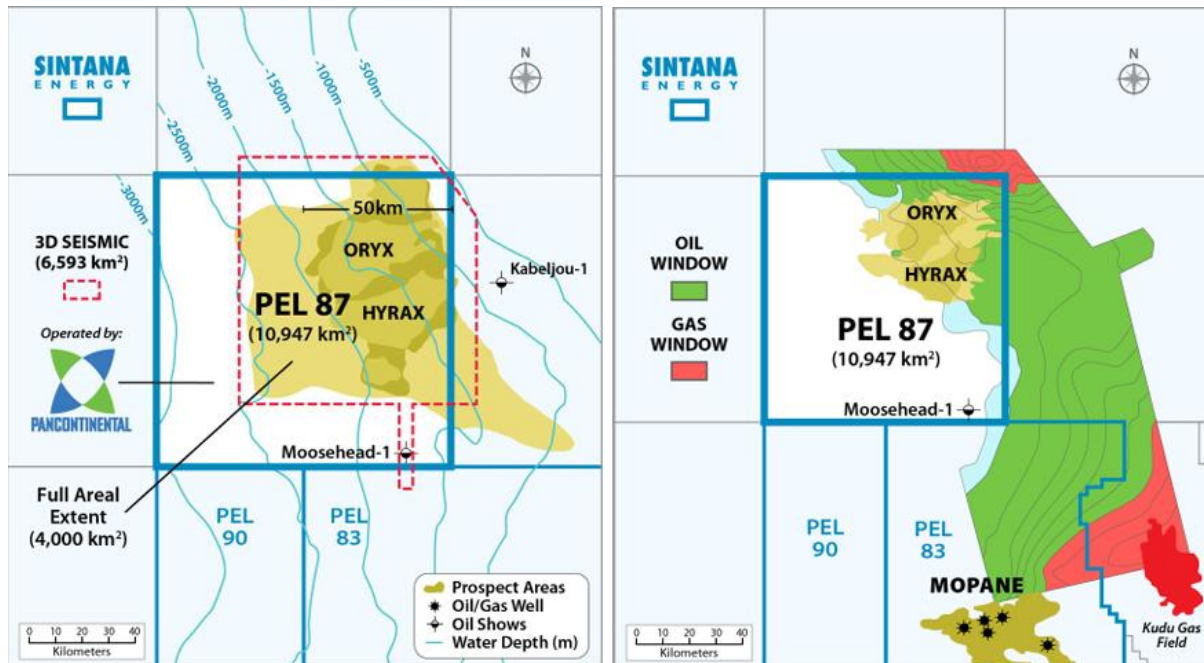 SINTANA
ENERGY
N
-500m
-1000m
-1500m
-2000m
-2500m
-3000m
50km
3D SEISMIC
(6,593 km²)
ORYX
Kabeljou-1
PEL 87
(10,947 km²)
HYRAX
Operated by:
PANCONTINENTAL
Moosehead-1
Full Areal
Extent
(4,000 km²)
PEL
90
PEL
83
Prospect Areas
Oil/Gas Well
Oil Shows
Water Depth (m)
0 10 20 30 40
Kilometers
SINTANA
ENERGY
N
ORYX
OIL
WINDOW
HYRAX
GAS
WINDOW
PEL 87
(10,947 km²)
Moosehead-1
PEL
90
PEL
83
MOPANE
Kudu Gas
Field
0 10 20 30 40
Kilometers